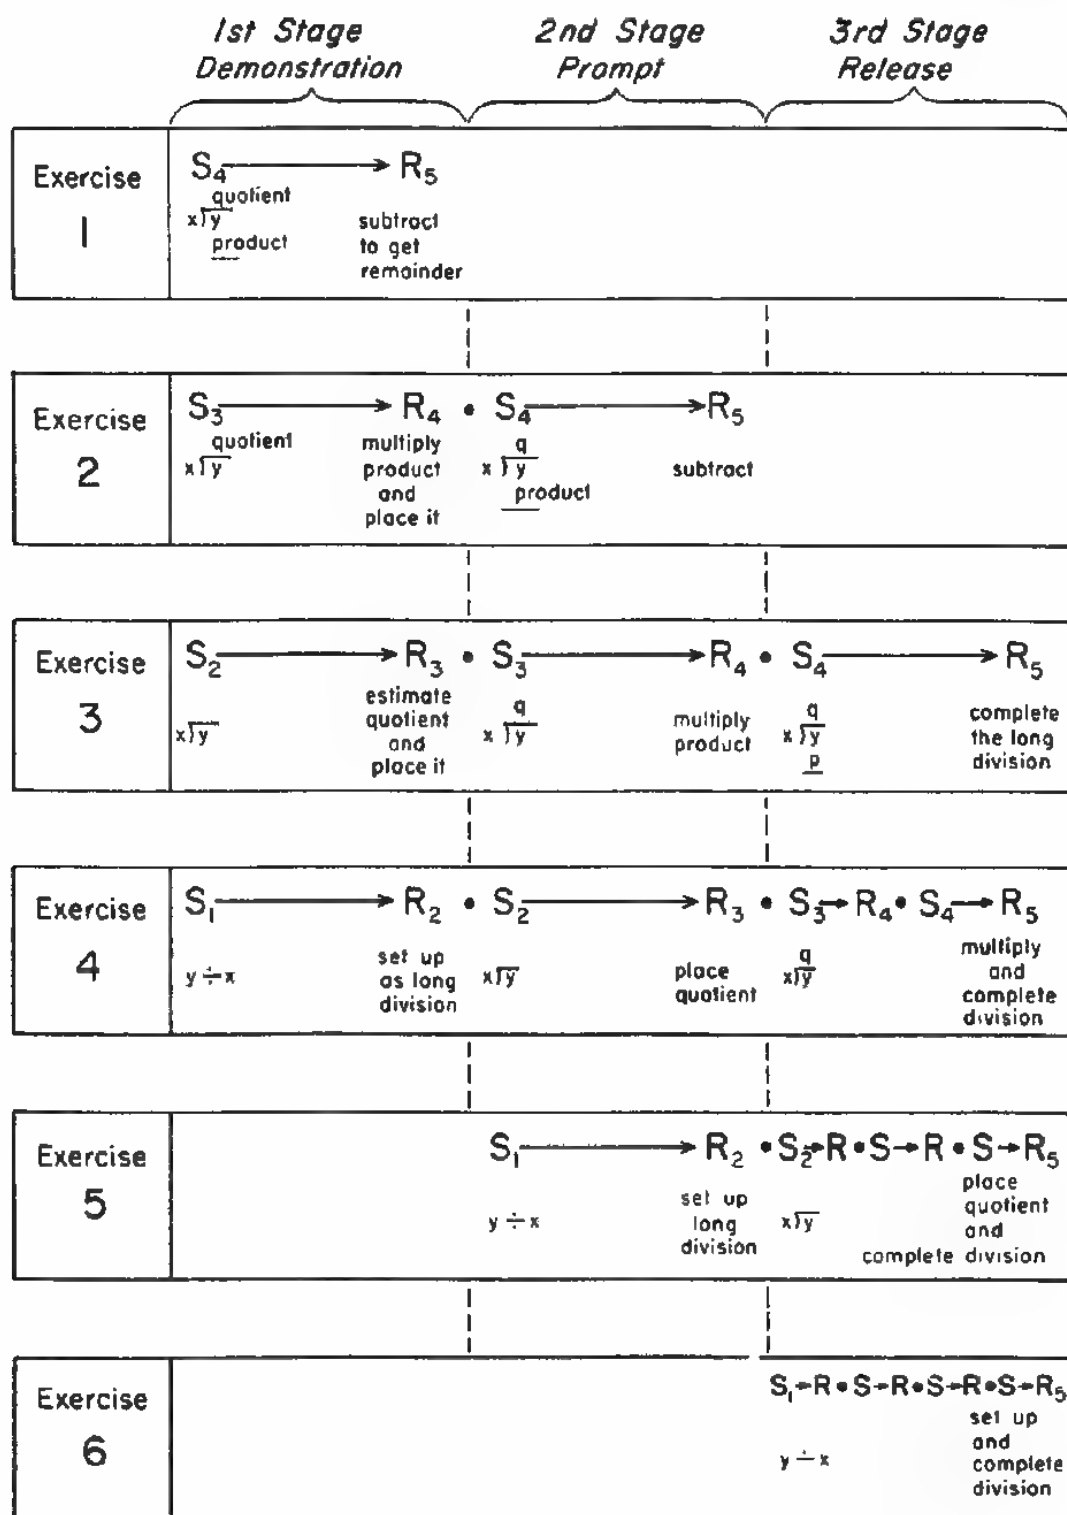 1st Stage Demonstration
2nd Stage Prompt
3rd Stage Release
Exercise 1
S4 → R5
quotient
x)y
product
subtract
to get
remainder
Exercise 2
S3 → R4 • S4 → R5
quotient
x)y
multiply
product
and
place it
q
x)y
product
subtract
Exercise 3
S2 → R3 • S3 → R4 • S4 → R5
x)y
estimate
quotient
and
place it
q
x)y
multiply
product
q
x)y
p
complete
the long
division
Exercise 4
S1 → R2 • S2 → R3 • S3 → R4 • S4 → R5
y ÷ x
set up
as long
division
x)y
place
quotient
q
x)y
multiply
and
complete
division
Exercise 5
S1 → R2 • S2 → R • S → R • S → R5
y ÷ x
set up
long
division
x)y
place
quotient
and
complete division
Exercise 6
S1 → R • S → R • S → R • S → R5
y ÷ x
set up
and
complete
division